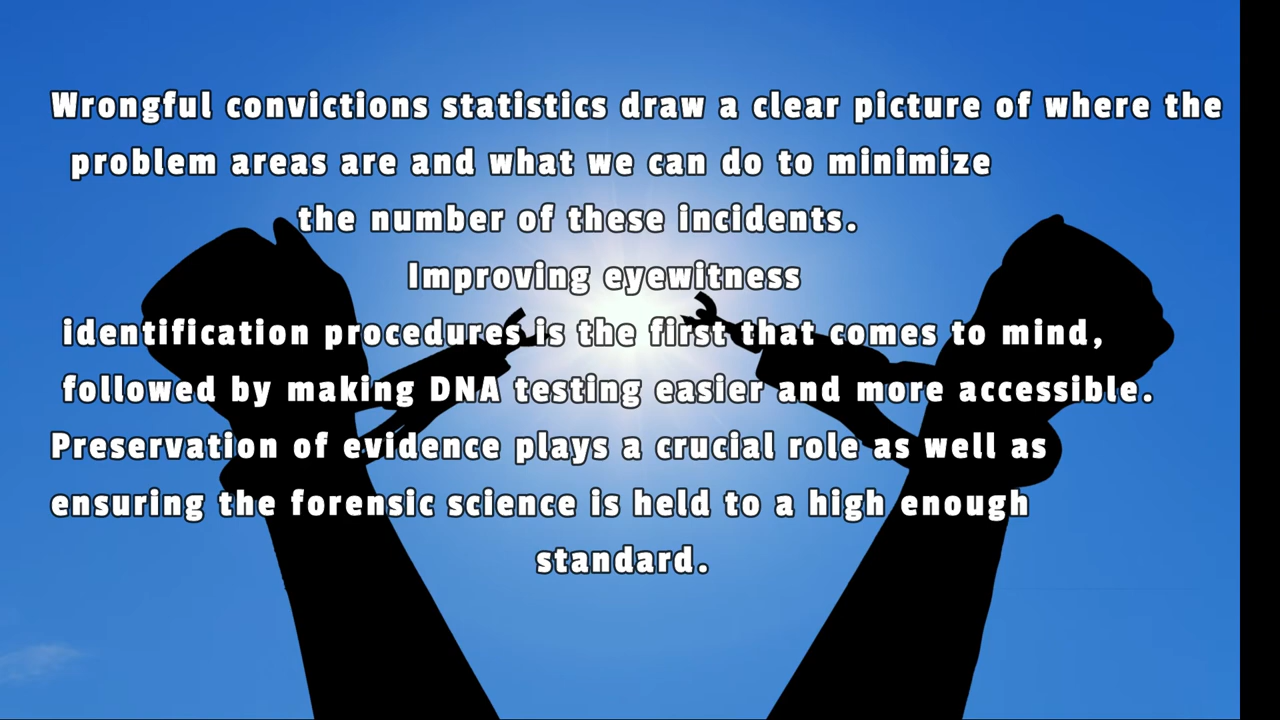 Wrongful convictions statistics draw a clear picture of where the
problem areas are and what we can do to minimize
the number of these incidents.
Improving eyewitness
identification procedures is the first that comes to mind,
followed by making DNA testing easier and more accessible.
Preservation of evidence plays a crucial role as well as
ensuring the forensic science is held to a high enough
standard.